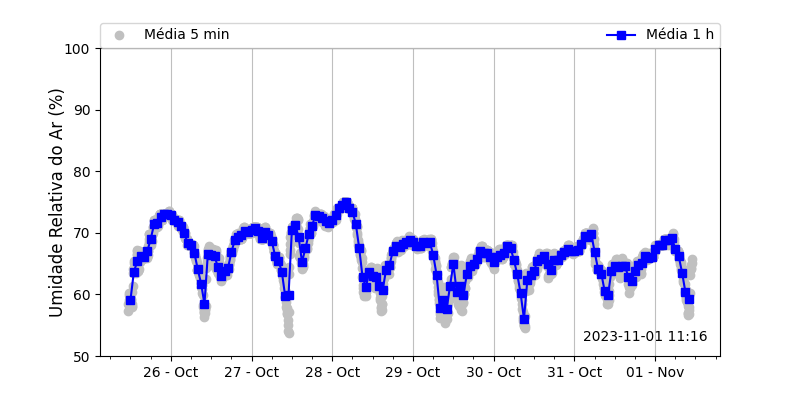 Média 5 min
Média 1 h
100
90
80
70
60
50
Umidade Relativa do Ar (%)
2023-11-01 11:16
26 - Oct
27 - Oct
28 - Oct
29 - Oct
30 - Oct
31 - Oct
01 - Nov